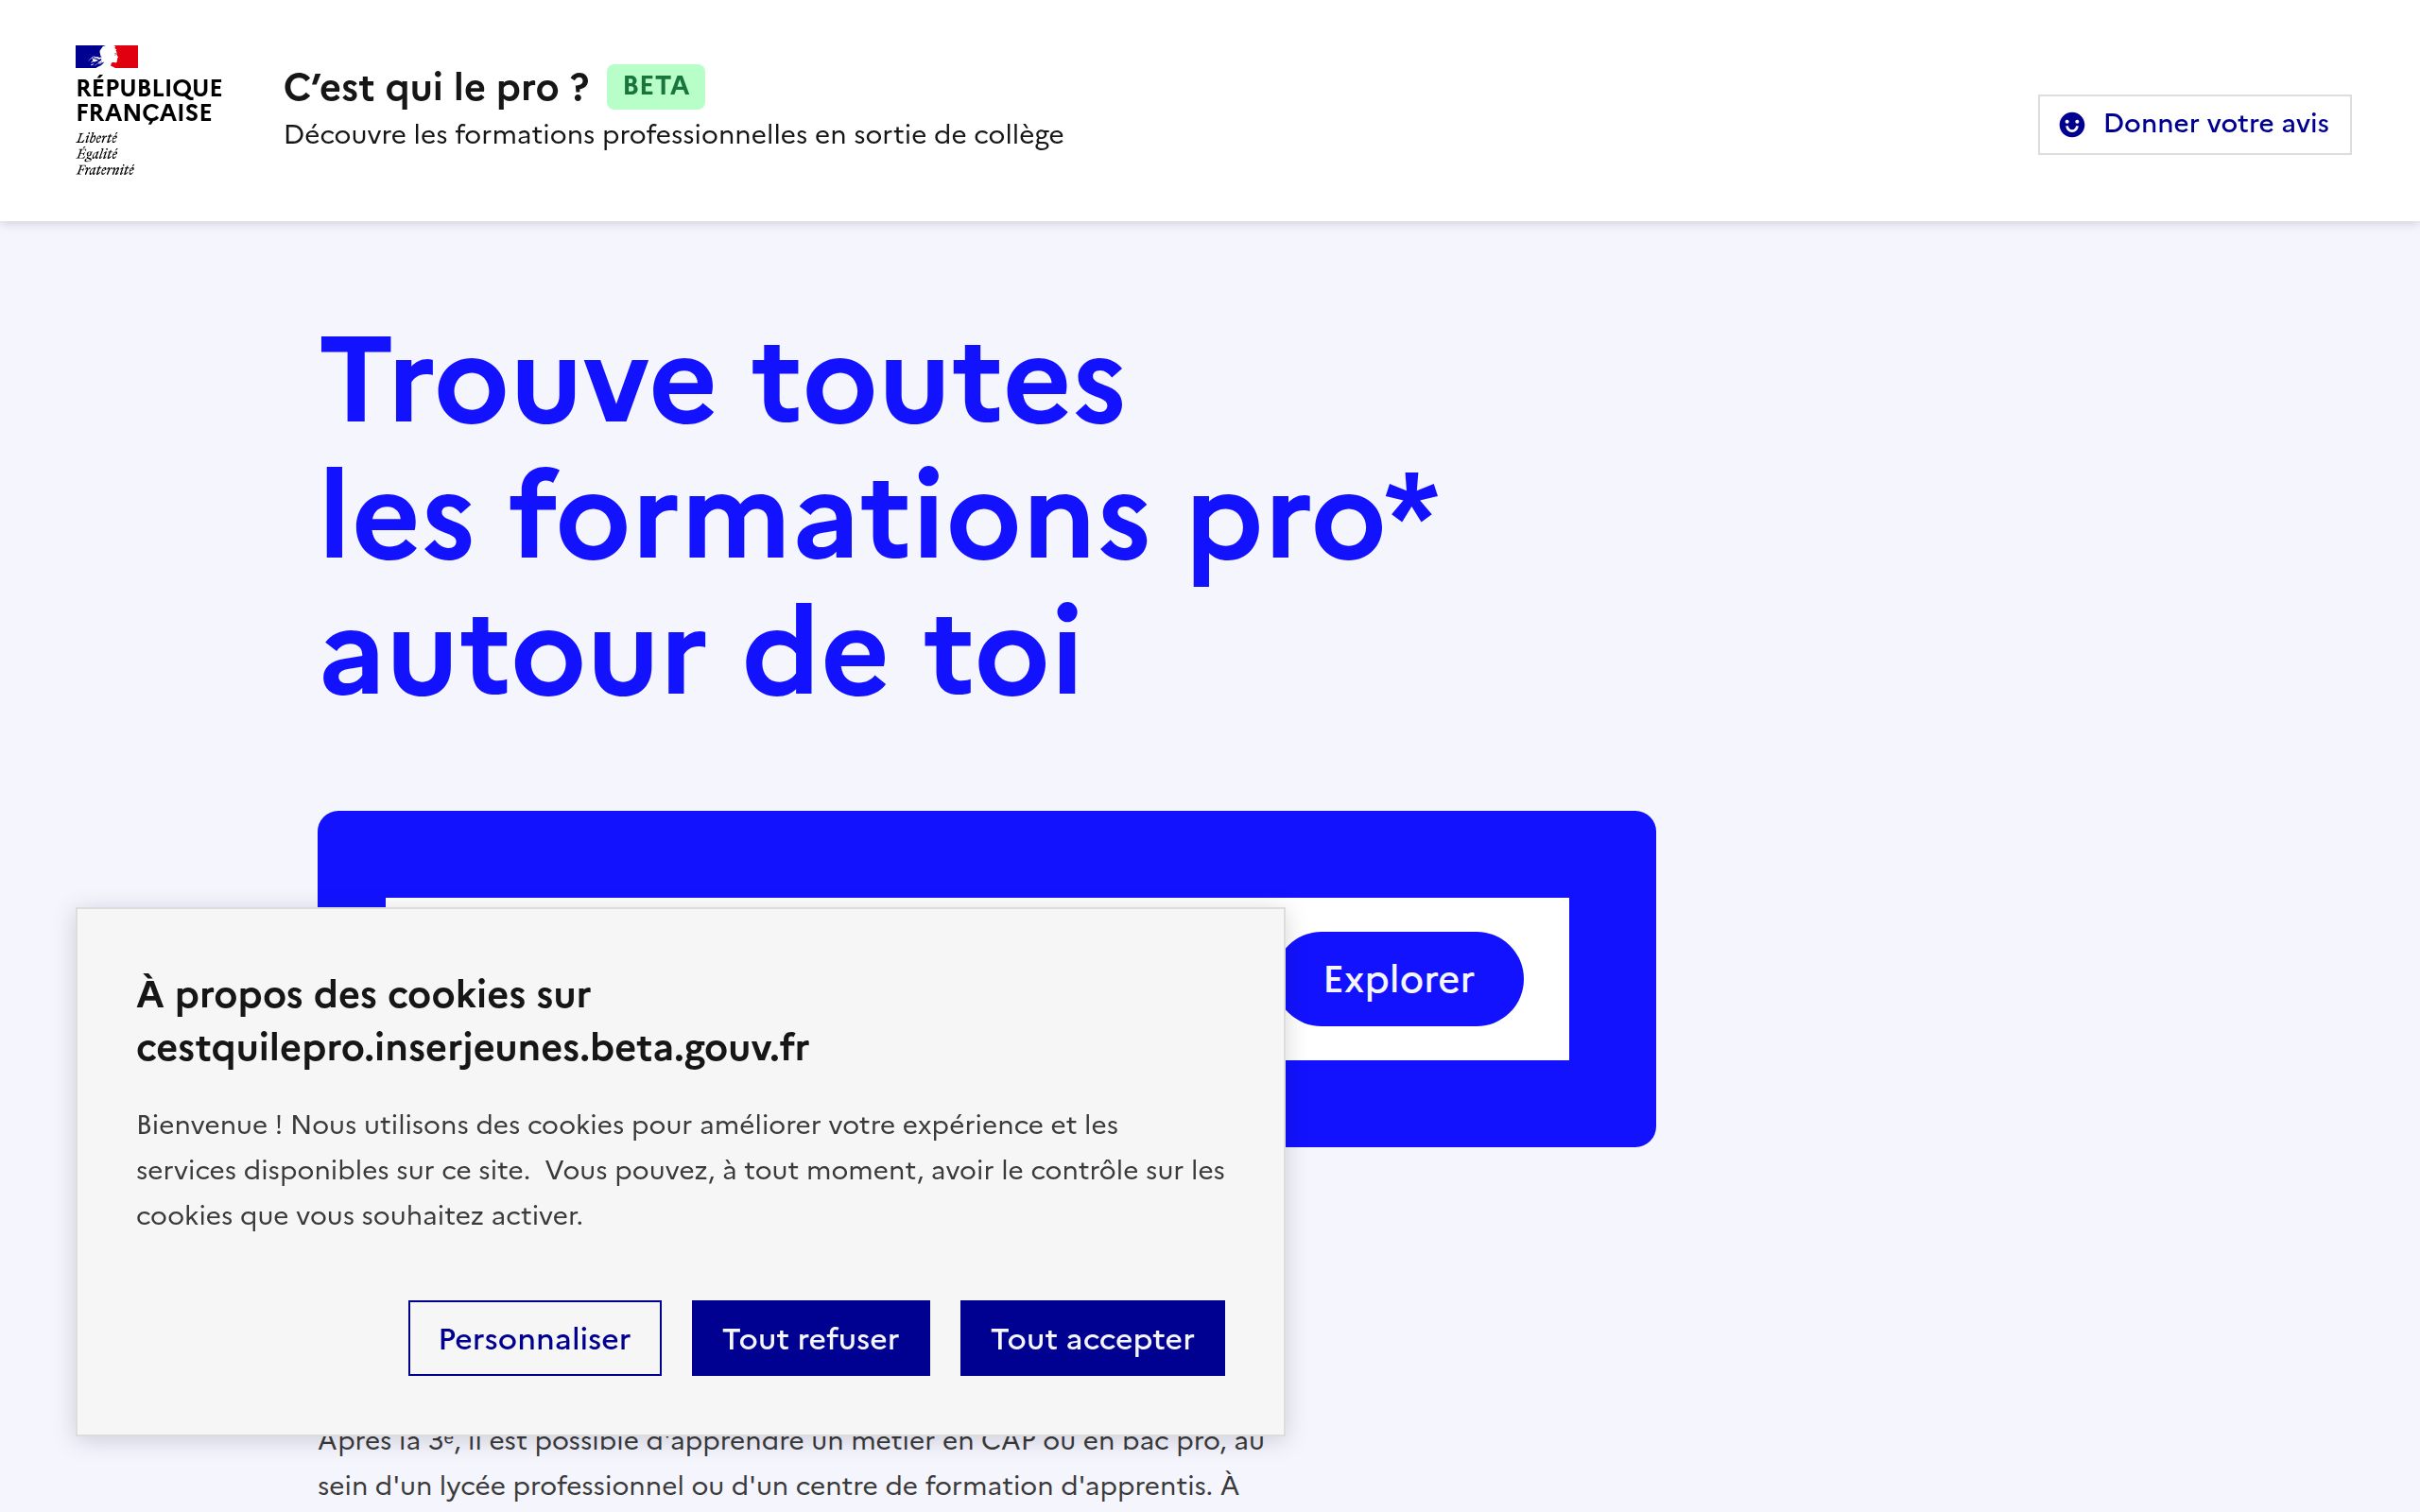 RÉPUBLIQUE
FRANÇAISE
Liberté
Égalité
Fraternité
C’est qui le pro ? BETA
Découvre les formations professionnelles en sortie de collège
Donner votre avis
Trouve toutes
les formations pro*
autour de toi
Explorer
À propos des cookies sur
cestquilepro.inserjeunes.beta.gouv.fr
Bienvenue ! Nous utilisons des cookies pour améliorer votre expérience et les
services disponibles sur ce site.  Vous pouvez, à tout moment, avoir le contrôle sur les
cookies que vous souhaitez activer.
Personnaliser
Tout refuser
Tout accepter
Après la 3ᵉ, il est possible d'apprendre un métier en CAP ou en bac pro, au
sein d'un lycée professionnel ou d'un centre de formation d'apprentis. À